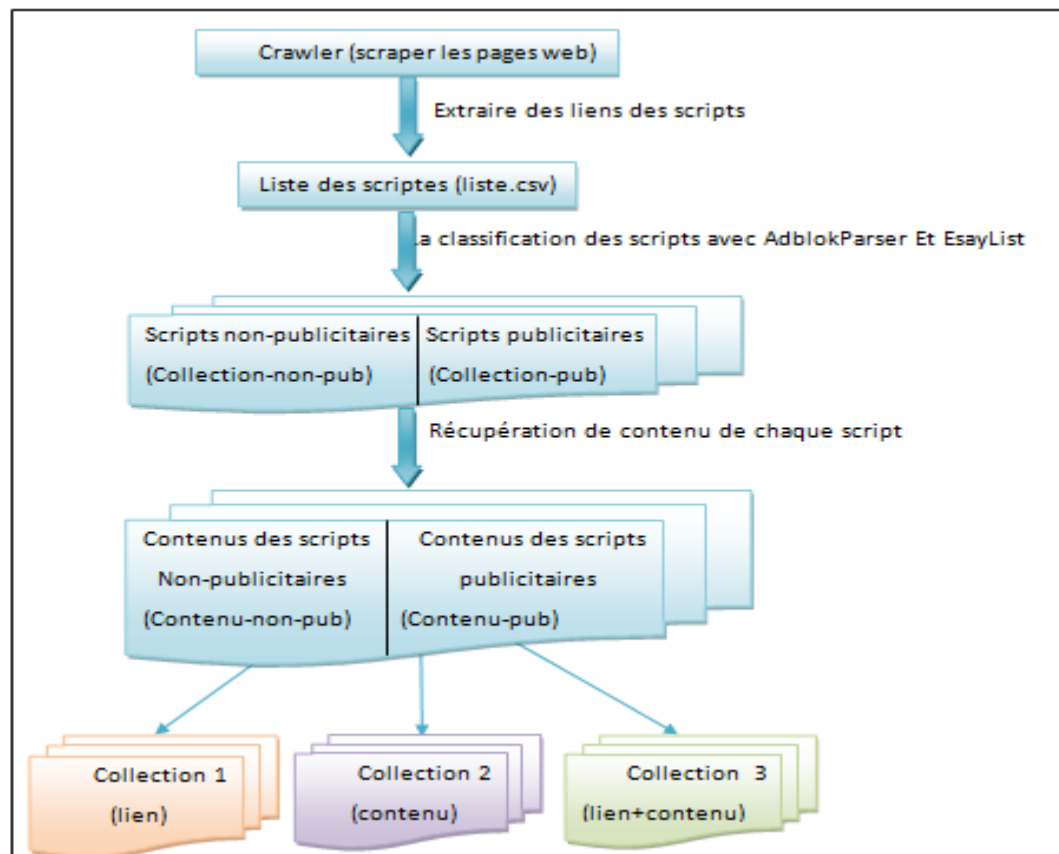 Crawler (scraper les pages web)
Extraire des liens des scripts
Liste des scriptes (liste.csv)
La classification des scripts avec AdblokParser Et EsayList
Scripts non-publicitaires
(Collection-non-pub)
Scripts publicitaires
(Collection-pub)
Récupération de contenu de chaque script
Contenus des scripts
Non-publicitaires
(Contenu-non-pub)
Contenus des scripts
publicitaires
(Contenu-pub)
Collection 1
(lien)
Collection 2
(contenu)
Collection 3
(lien+contenu)